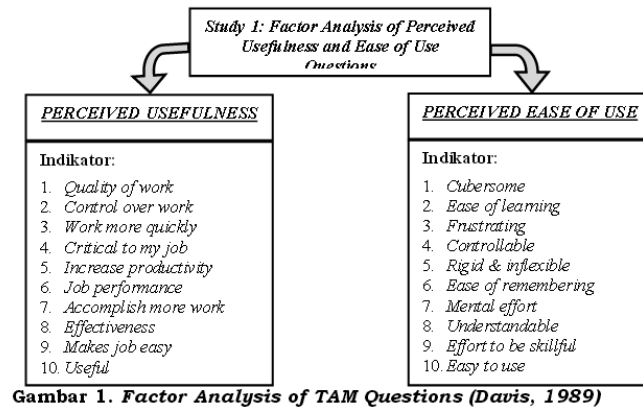 Study 1: Factor Analysis of Perceived
Usefulness and Ease of Use
Questions
PERCEIVED USEFULNESS
Indikator:
1. Quality of work
2. Control over work
3. Work more quickly
4. Critical to my job
5. Increase productivity
6. Job performance
7. Accomplish more work
8. Effectiveness
9. Makes job easy
10. Useful
PERCEIVED EASE OF USE
Indikator:
1. Cubersome
2. Ease of learning
3. Frustrating
4. Controllable
5. Rigid & inflexible
6. Ease of remembering
7. Mental effort
8. Understandable
9. Effort to be skillful
10. Easy to use
Gambar 1. Factor Analysis of TAM Questions (Davis, 1989)